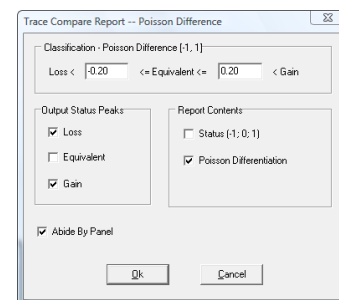 Trace Compare Report -- Poisson Difference
Classification - Poisson Difference [-1, 1]
Loss < -0.20 <= Equivalent <= 0.20 < Gain
Output Status Peaks
Loss
Equivalent
Gain
Report Contents
Status (-1; 0; 1)
Poisson Differentiation
Abide By Panel
Ok
Cancel